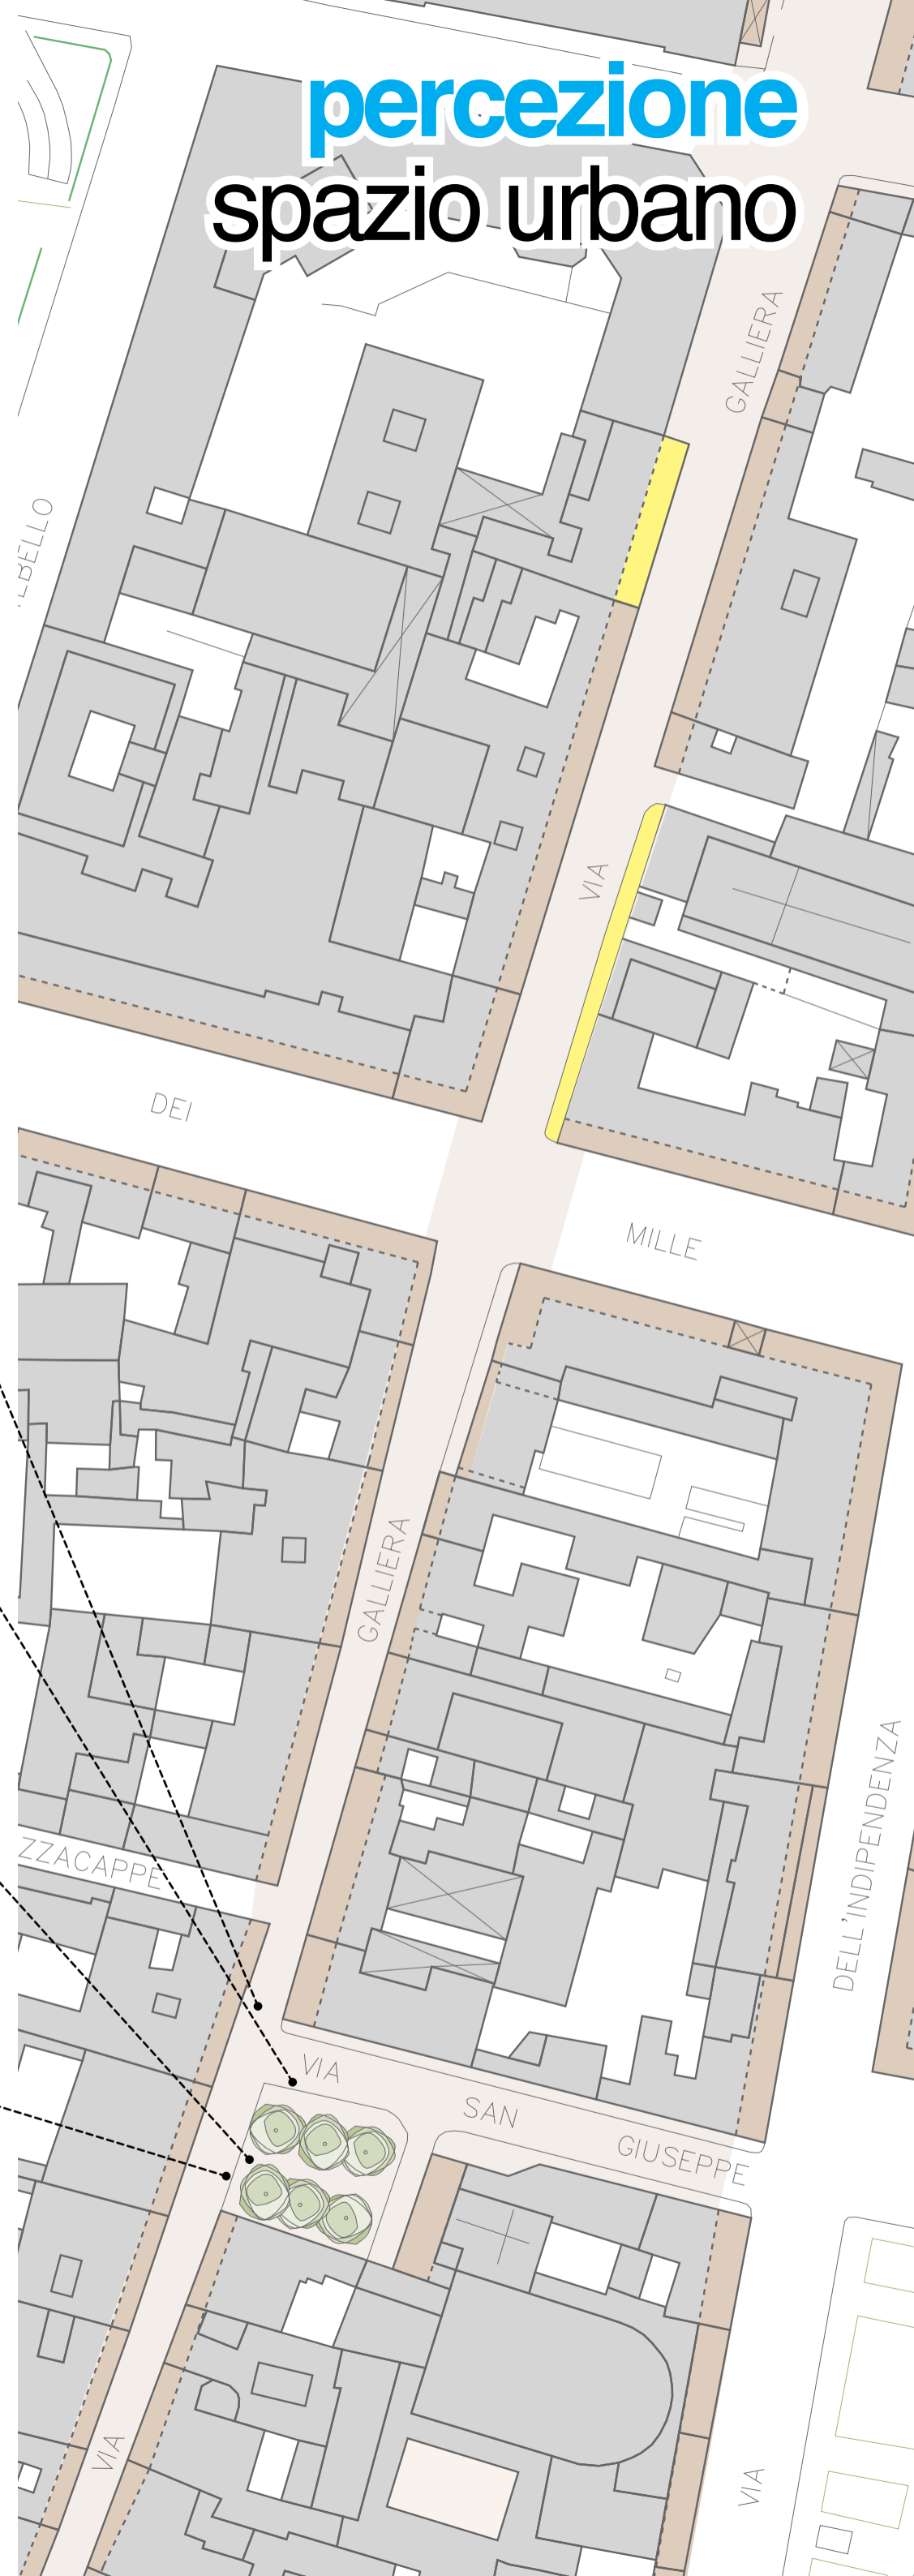 percezione
spazio urbano
GALLIERA
VIA
DEI
MILLE
GALLIERA
ZZACAPPE
DELL'INDIPENDENZA
VIA
SAN
GIUSEPPE
VIA
VIA